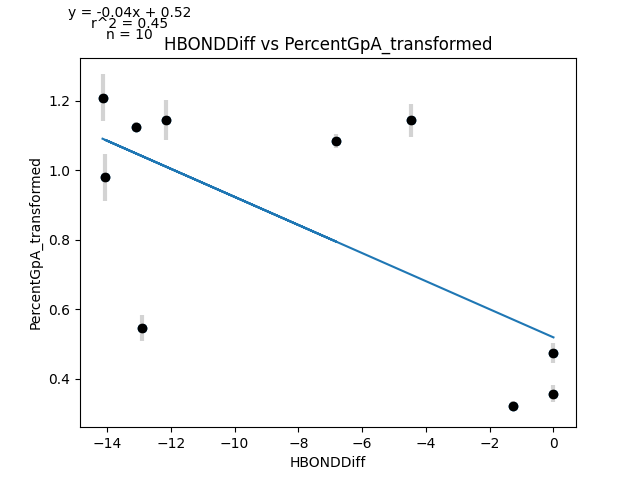 y = -0.04x + 0.52
r^2 = 0.45
n = 10
HBONDDiff vs PercentGpA_transformed
PercentGpA_transformed
1.2
1.0
0.8
0.6
0.4
−14
−12
−10
−8
−6
−4
−2
0
HBONDDiff